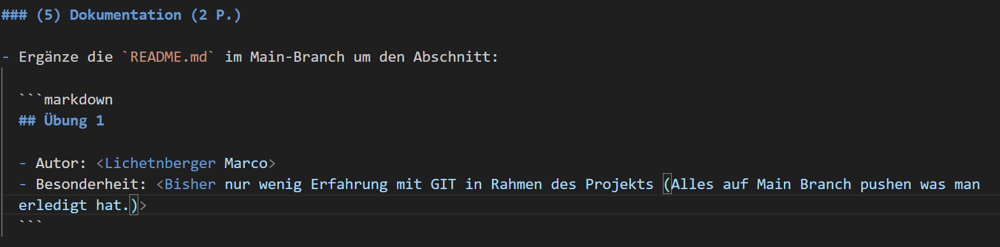 ### (5) Dokumentation (2 P.)
- Ergänze die `README.md` im Main-Branch um den Abschnitt:
```markdown
## Übung 1
- Autor: <Lichetnberger Marco>
- Besonderheit: <Bisher nur wenig Erfahrung mit GIT in Rahmen des Projekts (Alles auf Main Branch pushen was man
erledigt hat.)>
```